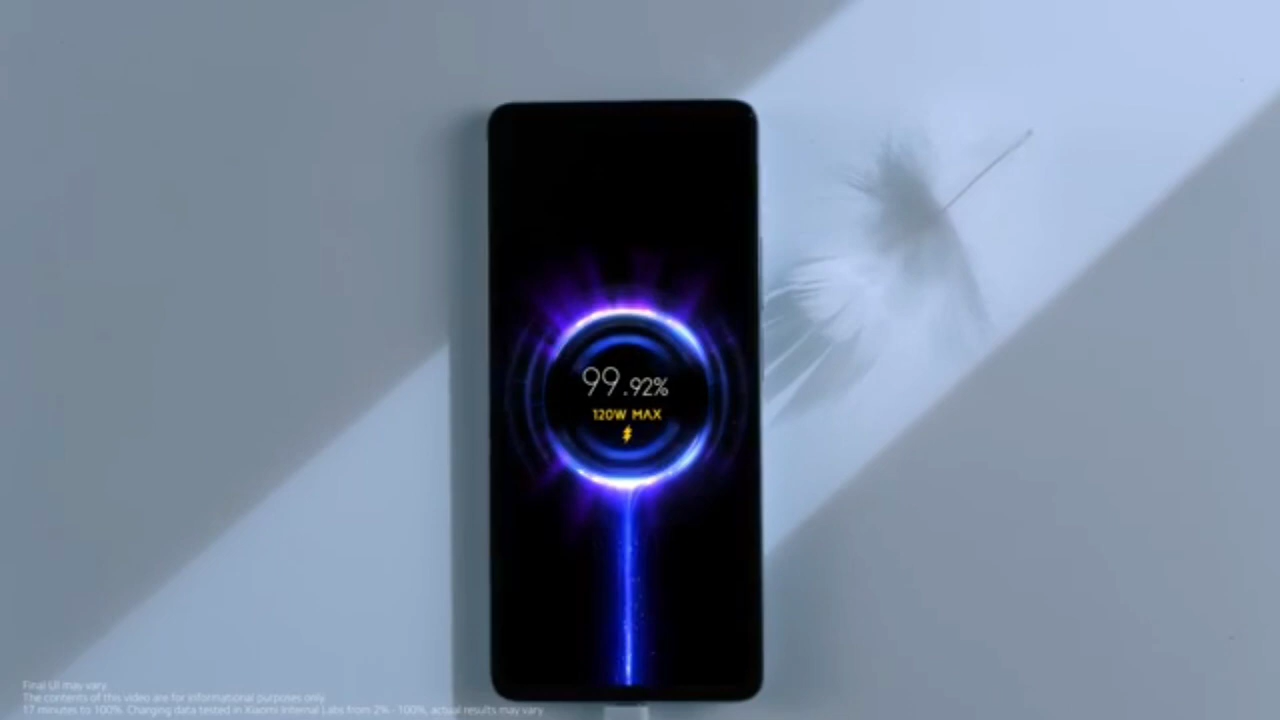 99.92%
120W MAX
Final UI may vary.
The contents of this video are for informational purposes only.
17 minutes to 100%. Charging data tested in Xiaomi Internal Labs from 2% - 100%, actual results may vary.